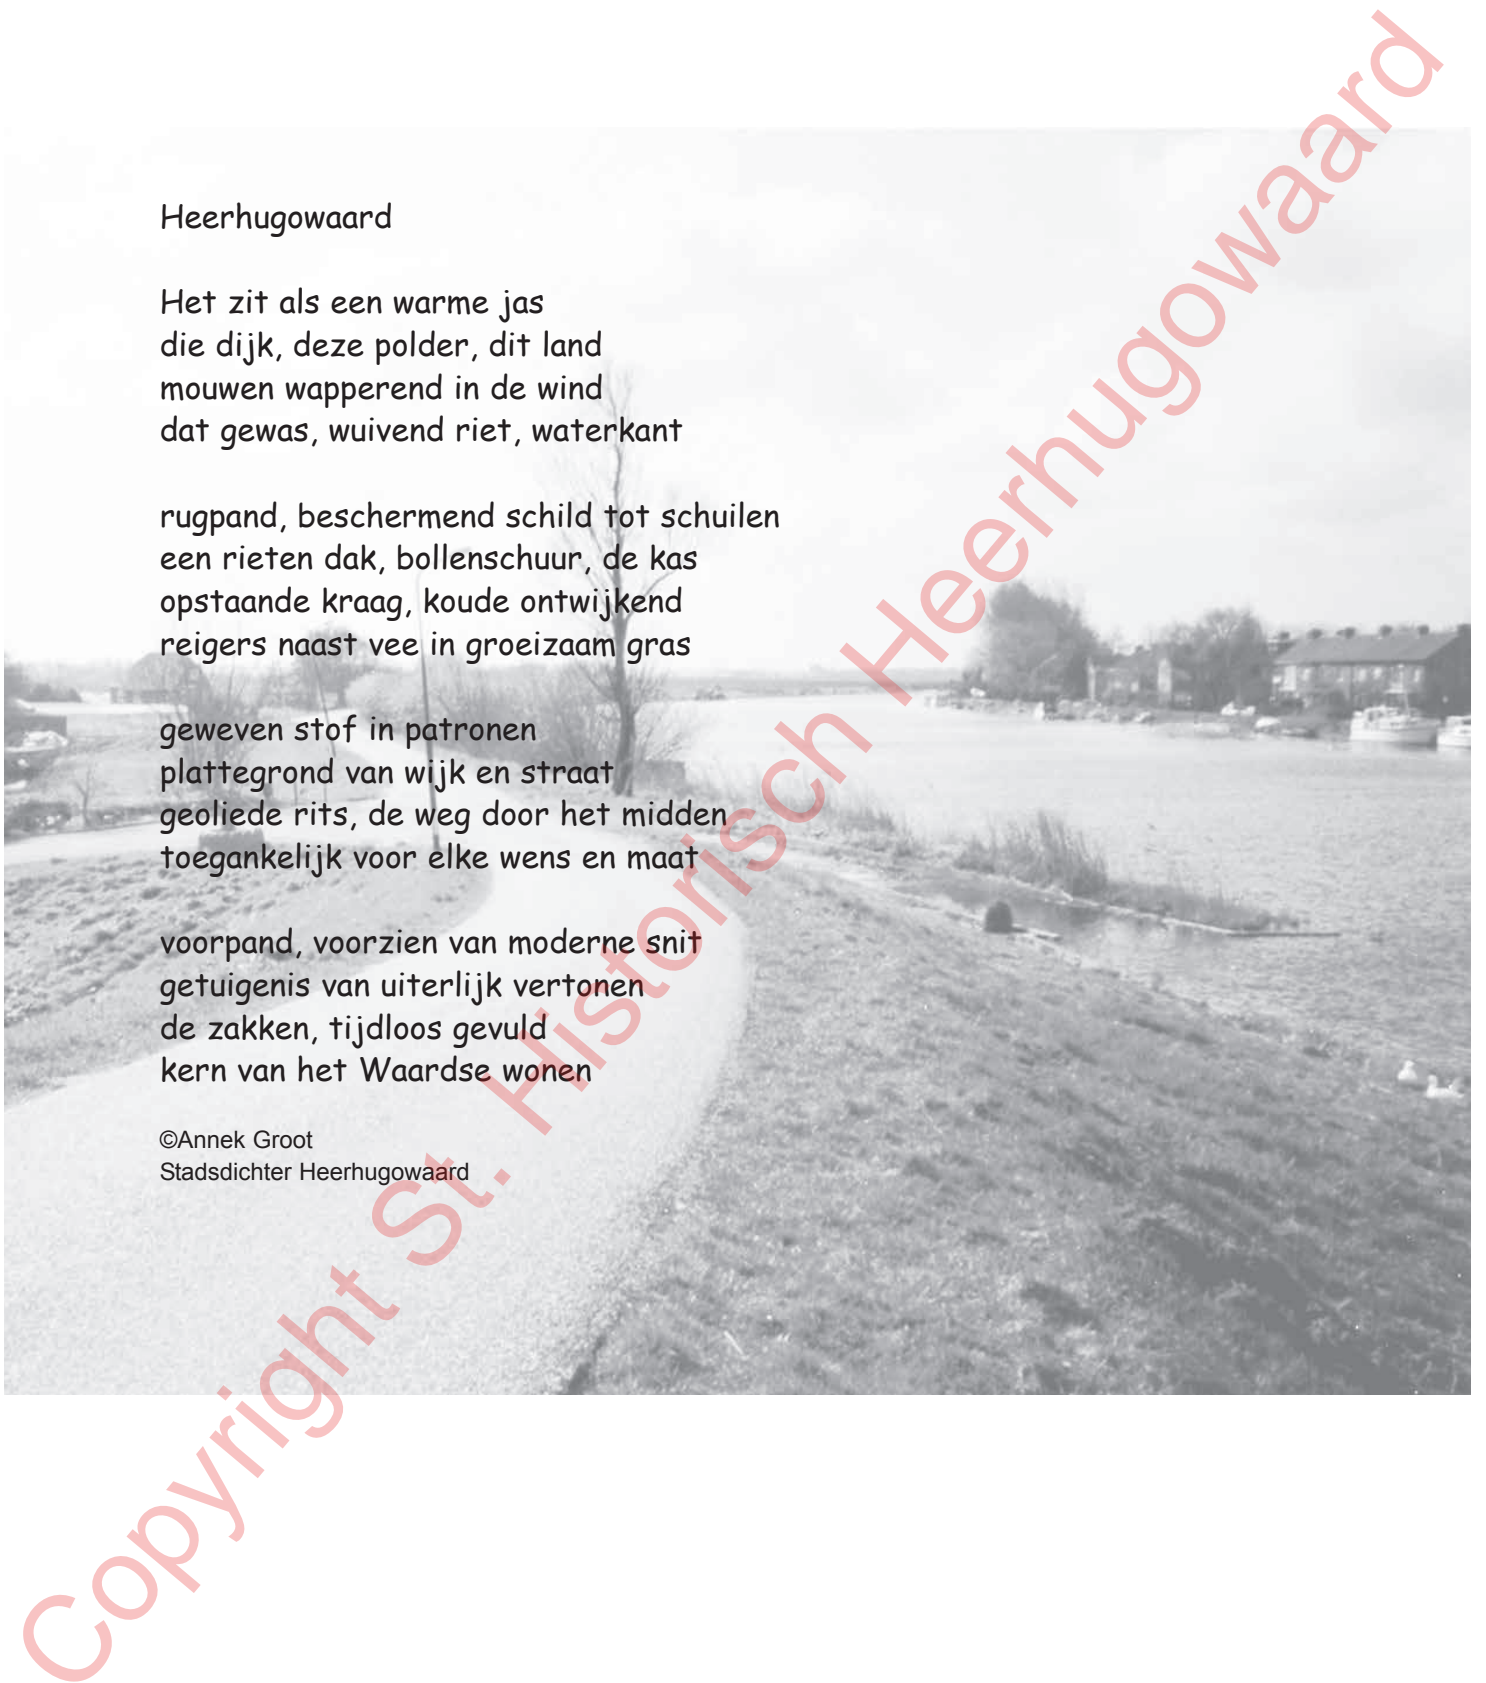 Heerhugowaard

Het zit als een warme jas
die dijk, deze polder, dit land
mouwen wapperend in de wind
dat gewas, wuivend riet, waterkant

rugpand, beschermend schild tot schuilen
een rieten dak, bollenschuur, de kas
opstaande kraag, koude ontwijkend
reigers naast vee in groeizaam gras

geweven stof in patronen
plattegrond van wijk en straat
geoliede rits, de weg door het midden
toegankelijk voor elke wens en maat

voorpand, voorzien van moderne snit
getuigenis van uiterlijk vertonen
de zakken, tijdloos gevuld
kern van het Waardse wonen

©Annek Groot
Stadsdichter Heerhugowaard
Copyright St. Historisch Heerhugowaard